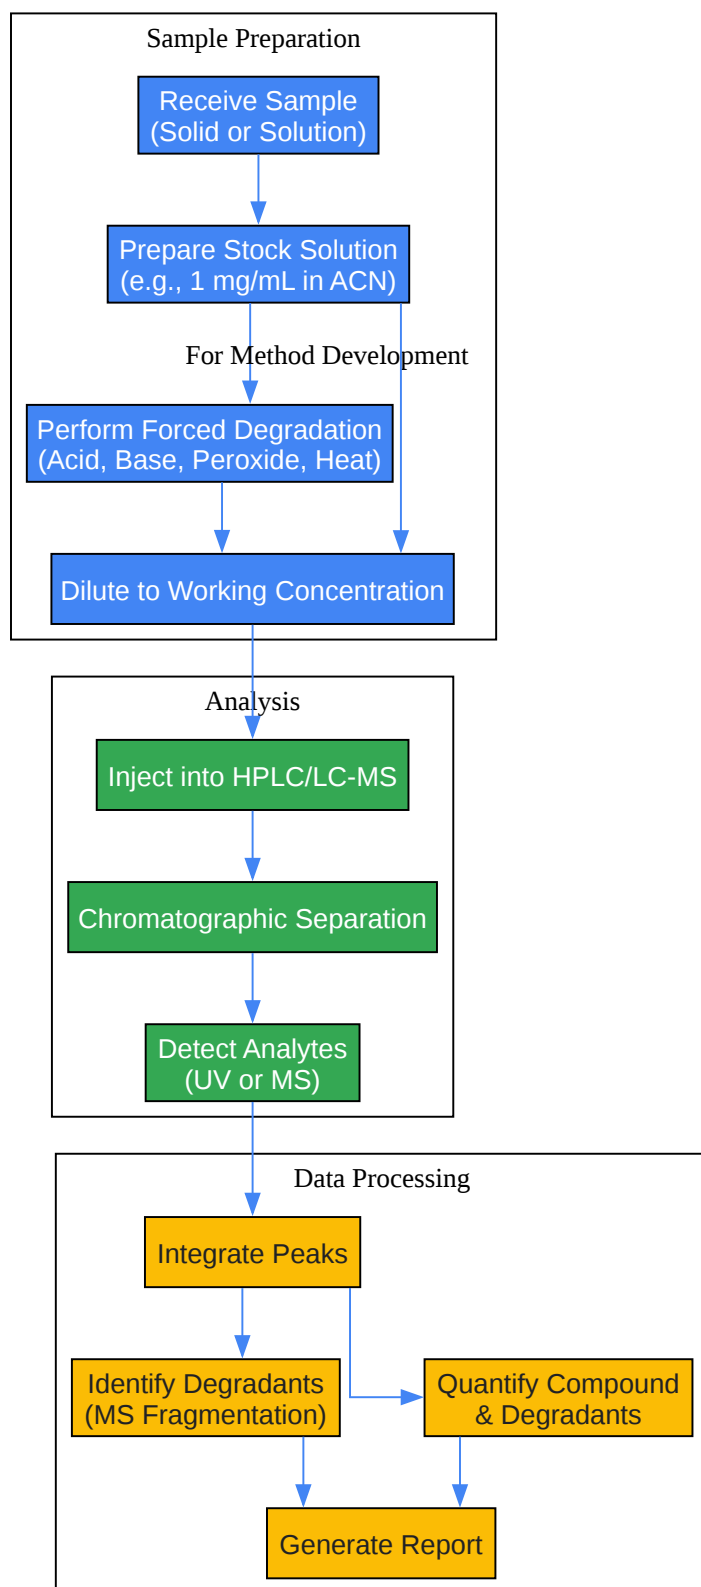 Sample Preparation
Receive Sample
(Solid or Solution)
Prepare Stock Solution
(e.g., 1 mg/mL in ACN)
For Method Development
Perform Forced Degradation
(Acid, Base, Peroxide, Heat)
Dilute to Working Concentration
Analysis
Inject into HPLC/LC-MS
Chromatographic Separation
Detect Analytes
(UV or MS)
Data Processing
Integrate Peaks
Identify Degradants
(MS Fragmentation)
Quantify Compound
& Degradants
Generate Report